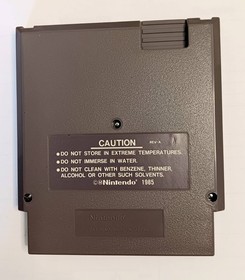 CAUTION REV-A
•DO NOT STORE IN EXTREME TEMPERATURES.
•DO NOT IMMERSE IN WATER.
•DO NOT CLEAN WITH BENZENE, THINNER,
ALCOHOL OR OTHER SUCH SOLVENTS.
©®Nintendo® 1985